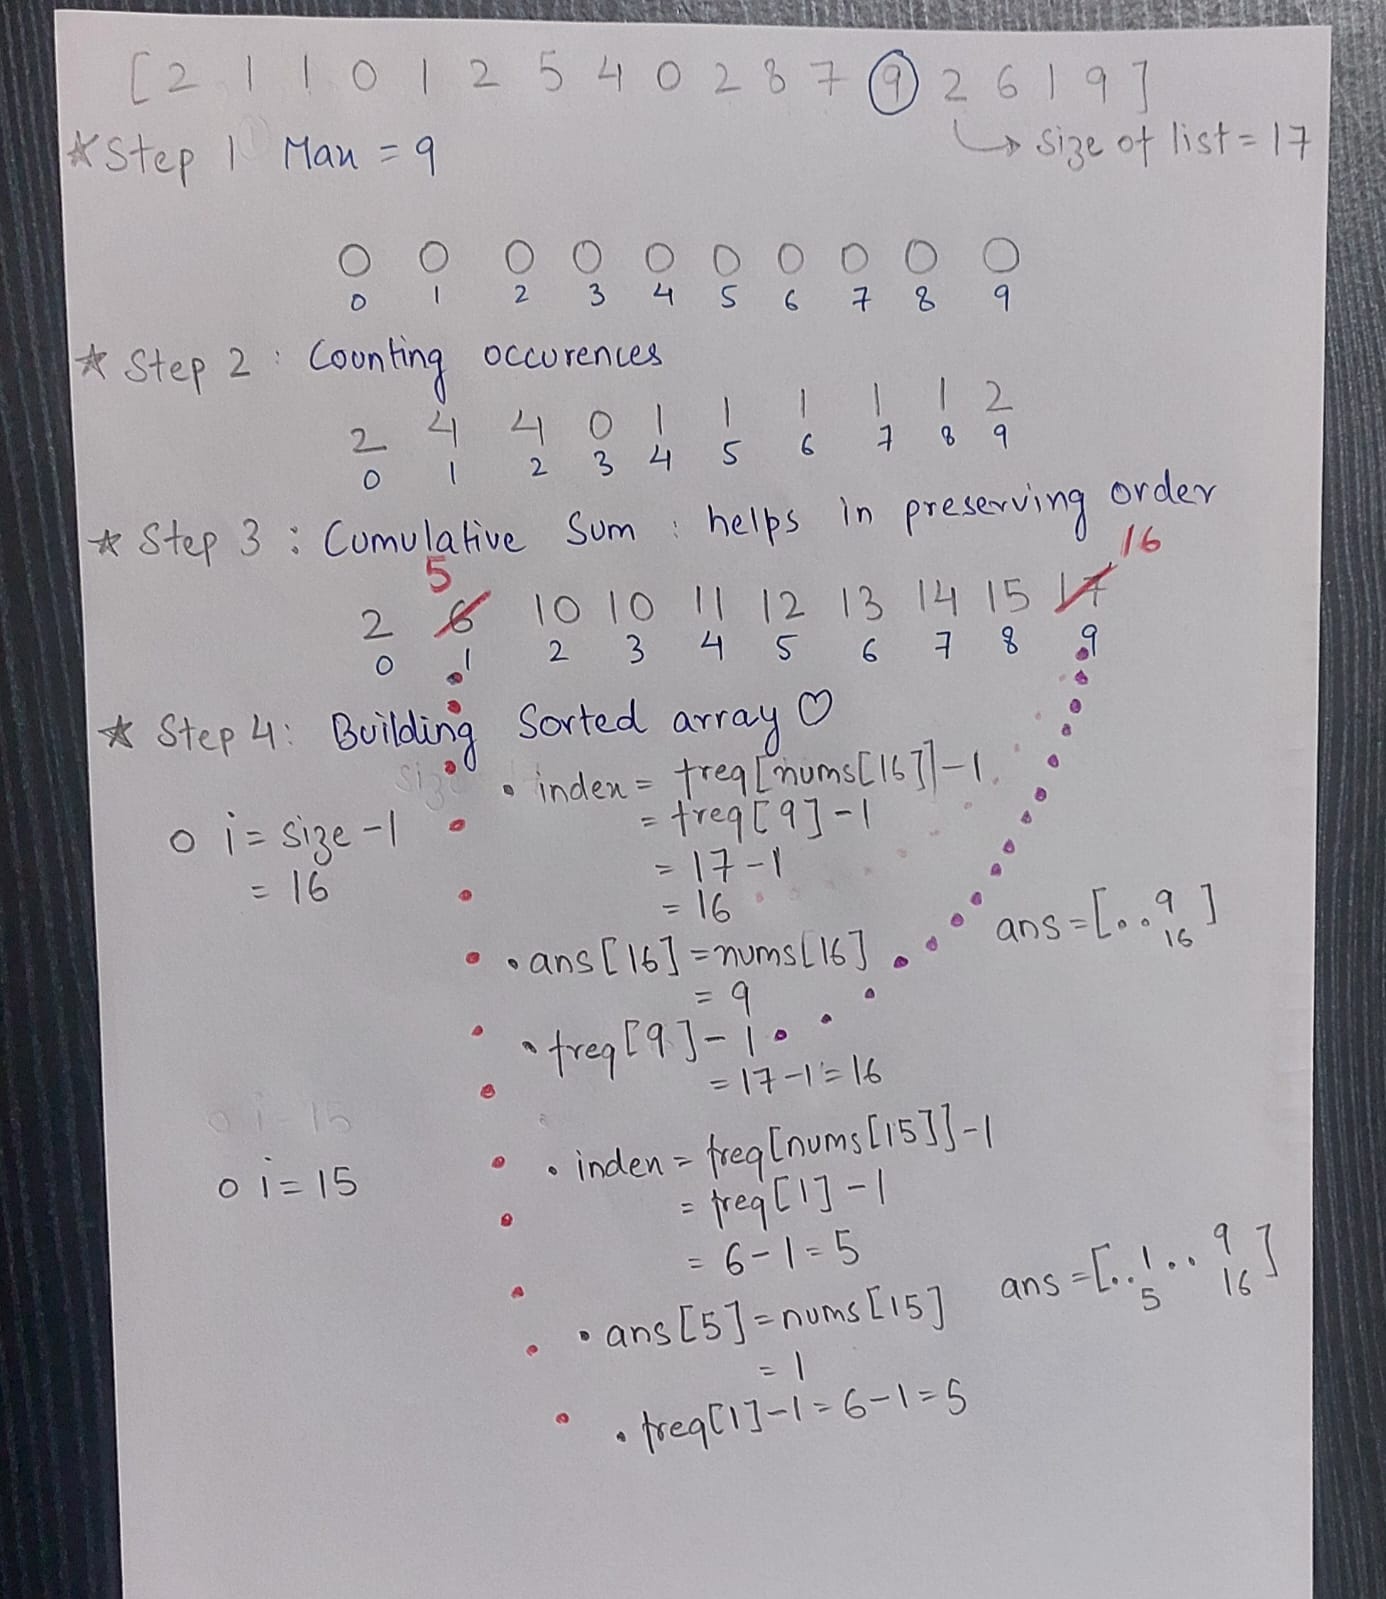 [ 2 1 1 0 1 2 5 4 0 2 8 7 9 2 6 1 9 ]
↳ size of list = 17
☆ Step 1 Max = 9
0 0 0 0 0 0 0 0 0 0
0 1 2 3 4 5 6 7 8 9
☆ Step 2 : Counting occurences
2 4 4 0 1 1 1 1 1 2
0 1 2 3 4 5 6 7 8 9
☆ Step 3 : Cumulative Sum : helps in preserving order
5 16
2 6 10 10 11 12 13 14 15 17
0 1 2 3 4 5 6 7 8 9
☆ Step 4 : Building Sorted array ♡
• index = freq[nums[16]]-1
o i = size -1
= freq[9]-1
= 16
= 17-1
= 16
ans = [..9]
16
• ans[16] = nums[16]
= 9
• freq[9]-1
= 17-1 = 16
o i = 15
o i = 15
• index = freq[nums[15]]-1
= freq[1]-1
= 6-1 = 5
ans = [..1..9]
5 16
• ans[5] = nums[15]
= 1
• freq[1]-1 = 6-1 = 5